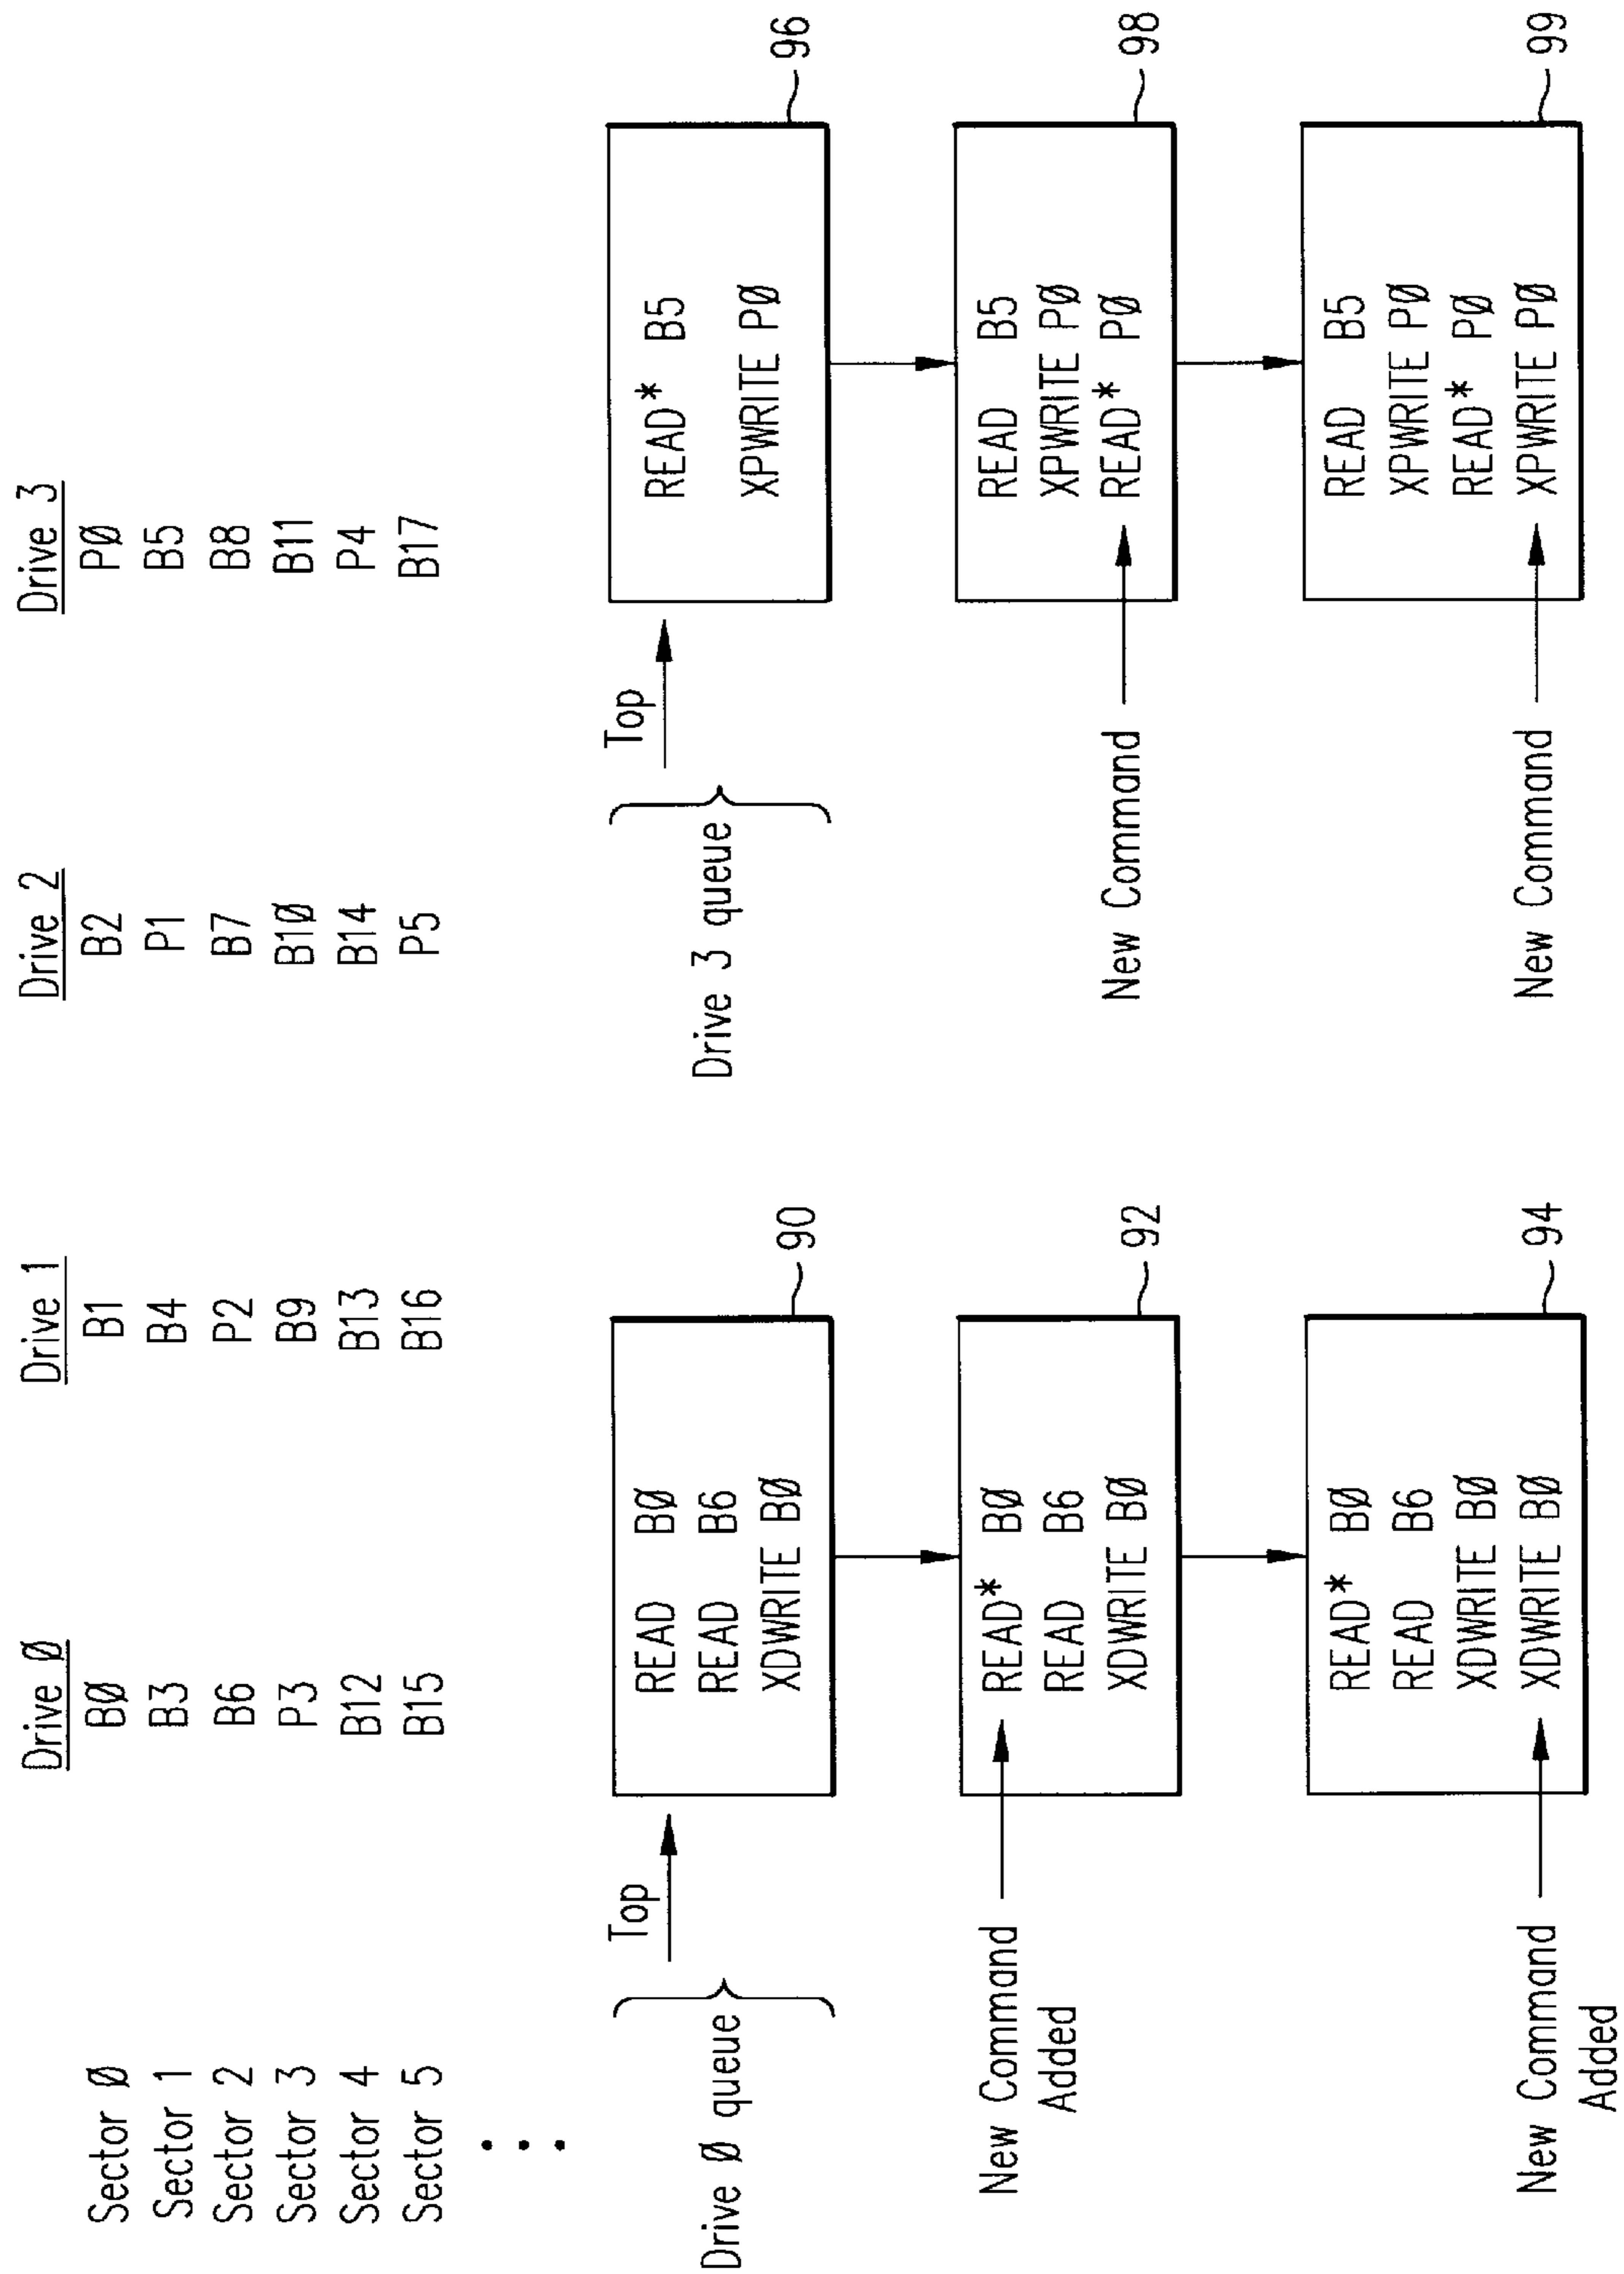 Drive Ø Drive 1 Drive 2 Drive 3
Sector Ø BØ B1 B2 PØ
Sector 1 B3 B4 P1 B5
Sector 2 B6 P2 B7 B8
Sector 3 P3 B9 B1Ø B11
Sector 4 B12 B13 B14 P4
Sector 5 B15 B16 P5 B17
Drive Ø queue
Top
READ BØ
READ B6
XDWRITE BØ
90
New Command
Added
READ* BØ
READ B6
XDWRITE BØ
92
New Command
Added
READ* BØ
READ B6
XDWRITE BØ
XDWRITE BØ
94
Drive 3 queue
Top
READ* B5
XPWRITE PØ
96
New Command
READ B5
XPWRITE PØ
READ* PØ
98
New Command
READ B5
XPWRITE PØ
READ* PØ
XPWRITE PØ
99